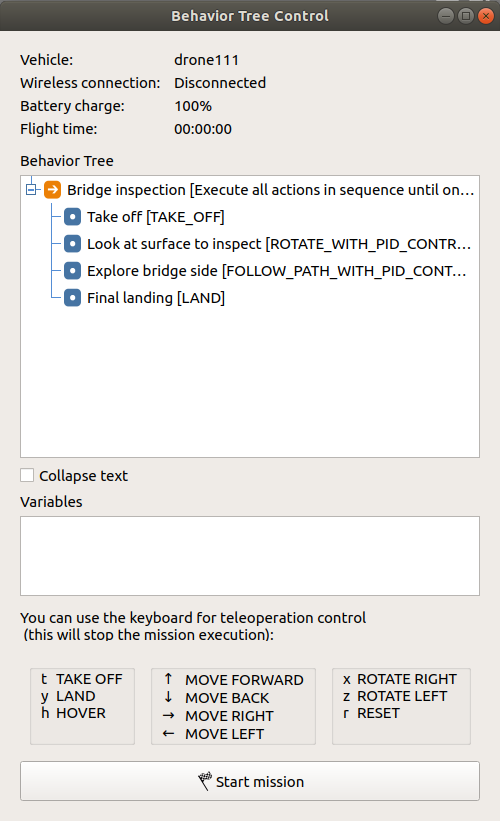 Behavior Tree Control
Vehicle: drone111
Wireless connection: Disconnected
Battery charge: 100%
Flight time: 00:00:00
Behavior Tree
Bridge inspection [Execute all actions in sequence until on...
Take off [TAKE_OFF]
Look at surface to inspect [ROTATE_WITH_PID_CONTR...
Explore bridge side [FOLLOW_PATH_WITH_PID_CONT...
Final landing [LAND]
Collapse text
Variables
You can use the keyboard for teleoperation control
(this will stop the mission execution):
t TAKE OFF
y LAND
h HOVER
↑ MOVE FORWARD
↓ MOVE BACK
→ MOVE RIGHT
← MOVE LEFT
x ROTATE RIGHT
z ROTATE LEFT
r RESET
Start mission